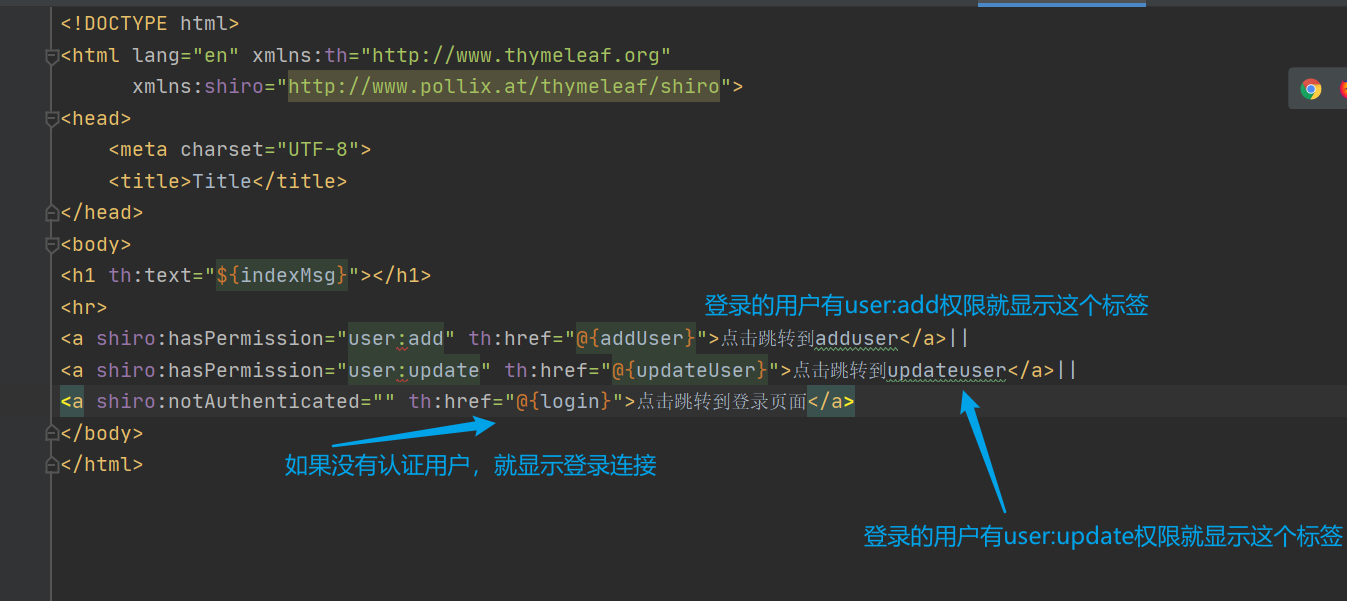 <!DOCTYPE html>
<html lang="en" xmlns:th="http://www.thymeleaf.org"
      xmlns:shiro="http://www.pollix.at/thymeleaf/shiro">
<head>
    <meta charset="UTF-8">
    <title>Title</title>
</head>
<body>
<h1 th:text="${indexMsg}"></h1>
<hr>
登录的用户有user:add权限就显示这个标签
<a shiro:hasPermission="user:add" th:href="@{addUser}">点击跳转到adduser</a>||
<a shiro:hasPermission="user:update" th:href="@{updateUser}">点击跳转到updateuser</a>||
<a shiro:notAuthenticated="" th:href="@{login}">点击跳转到登录页面</a>
</body>
</html>
如果没有认证用户，就显示登录连接
登录的用户有user:update权限就显示这个标签